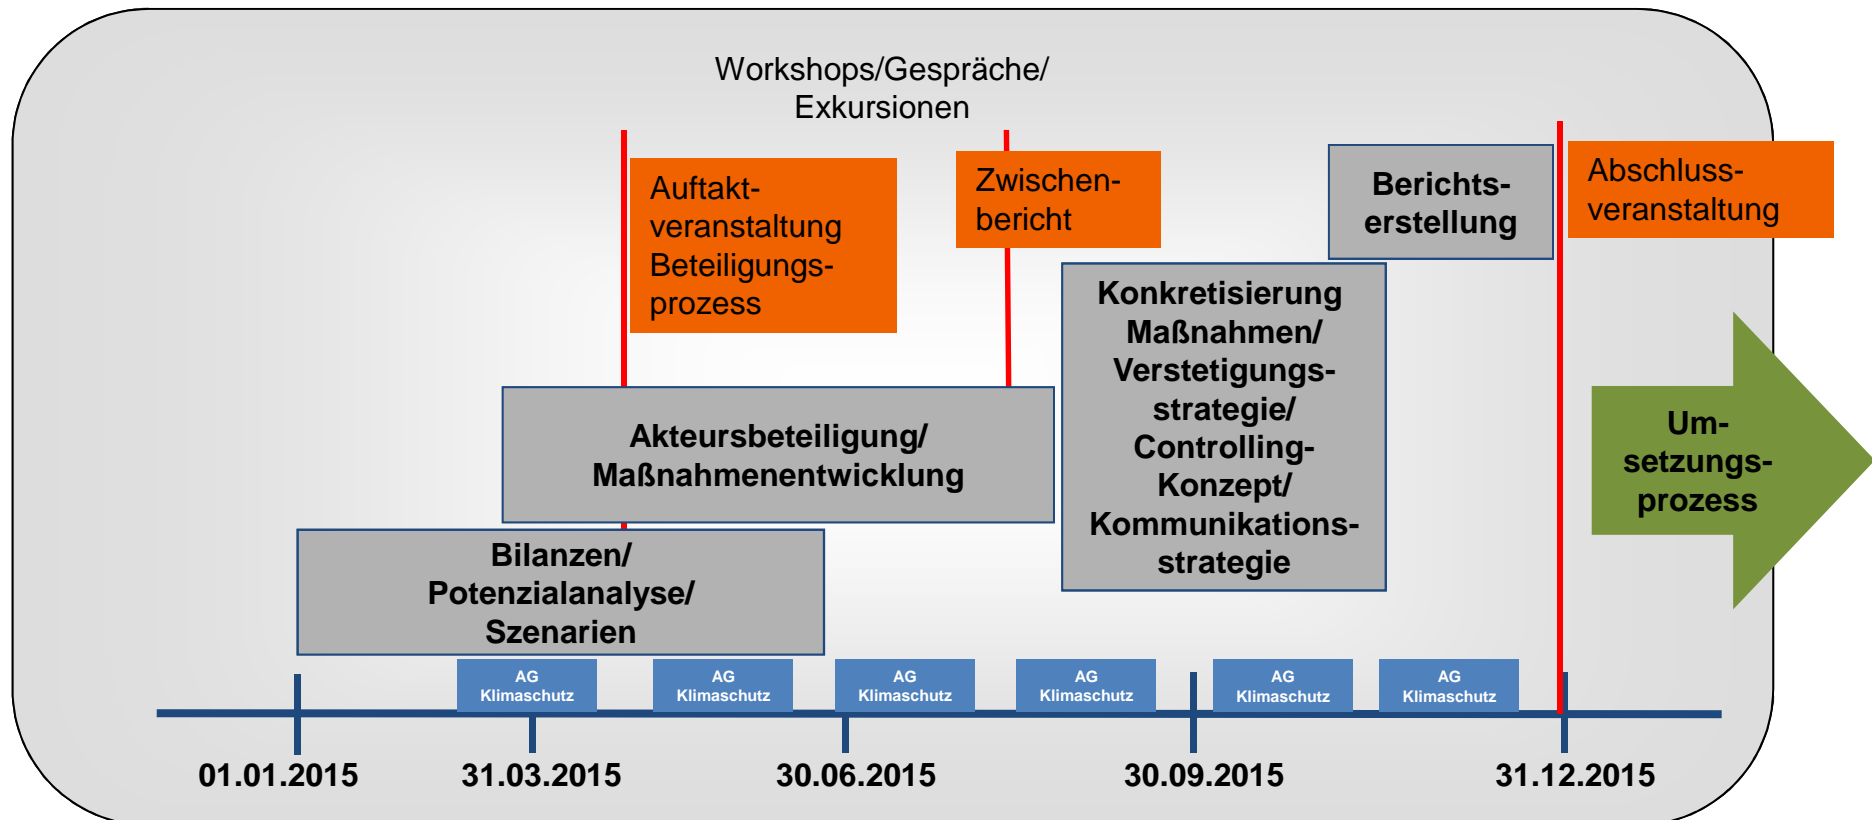 Workshops/Gespräche/
Exkursionen
Auftakt-
veranstaltung
Beteiligungs-
prozess
Zwischen-
bericht
Berichts-
erstellung
Abschluss-
veranstaltung
Konkretisierung
Maßnahmen/
Verstetigungs-
strategie/
Controlling-
Konzept/
Kommunikations-
strategie
Um-
setzungs-
prozess
Akteursbeteiligung/
Maßnahmenentwicklung
Bilanzen/
Potenzialanalyse/
Szenarien
AG
Klimaschutz
AG
Klimaschutz
AG
Klimaschutz
AG
Klimaschutz
AG
Klimaschutz
AG
Klimaschutz
01.01.2015
31.03.2015
30.06.2015
30.09.2015
31.12.2015